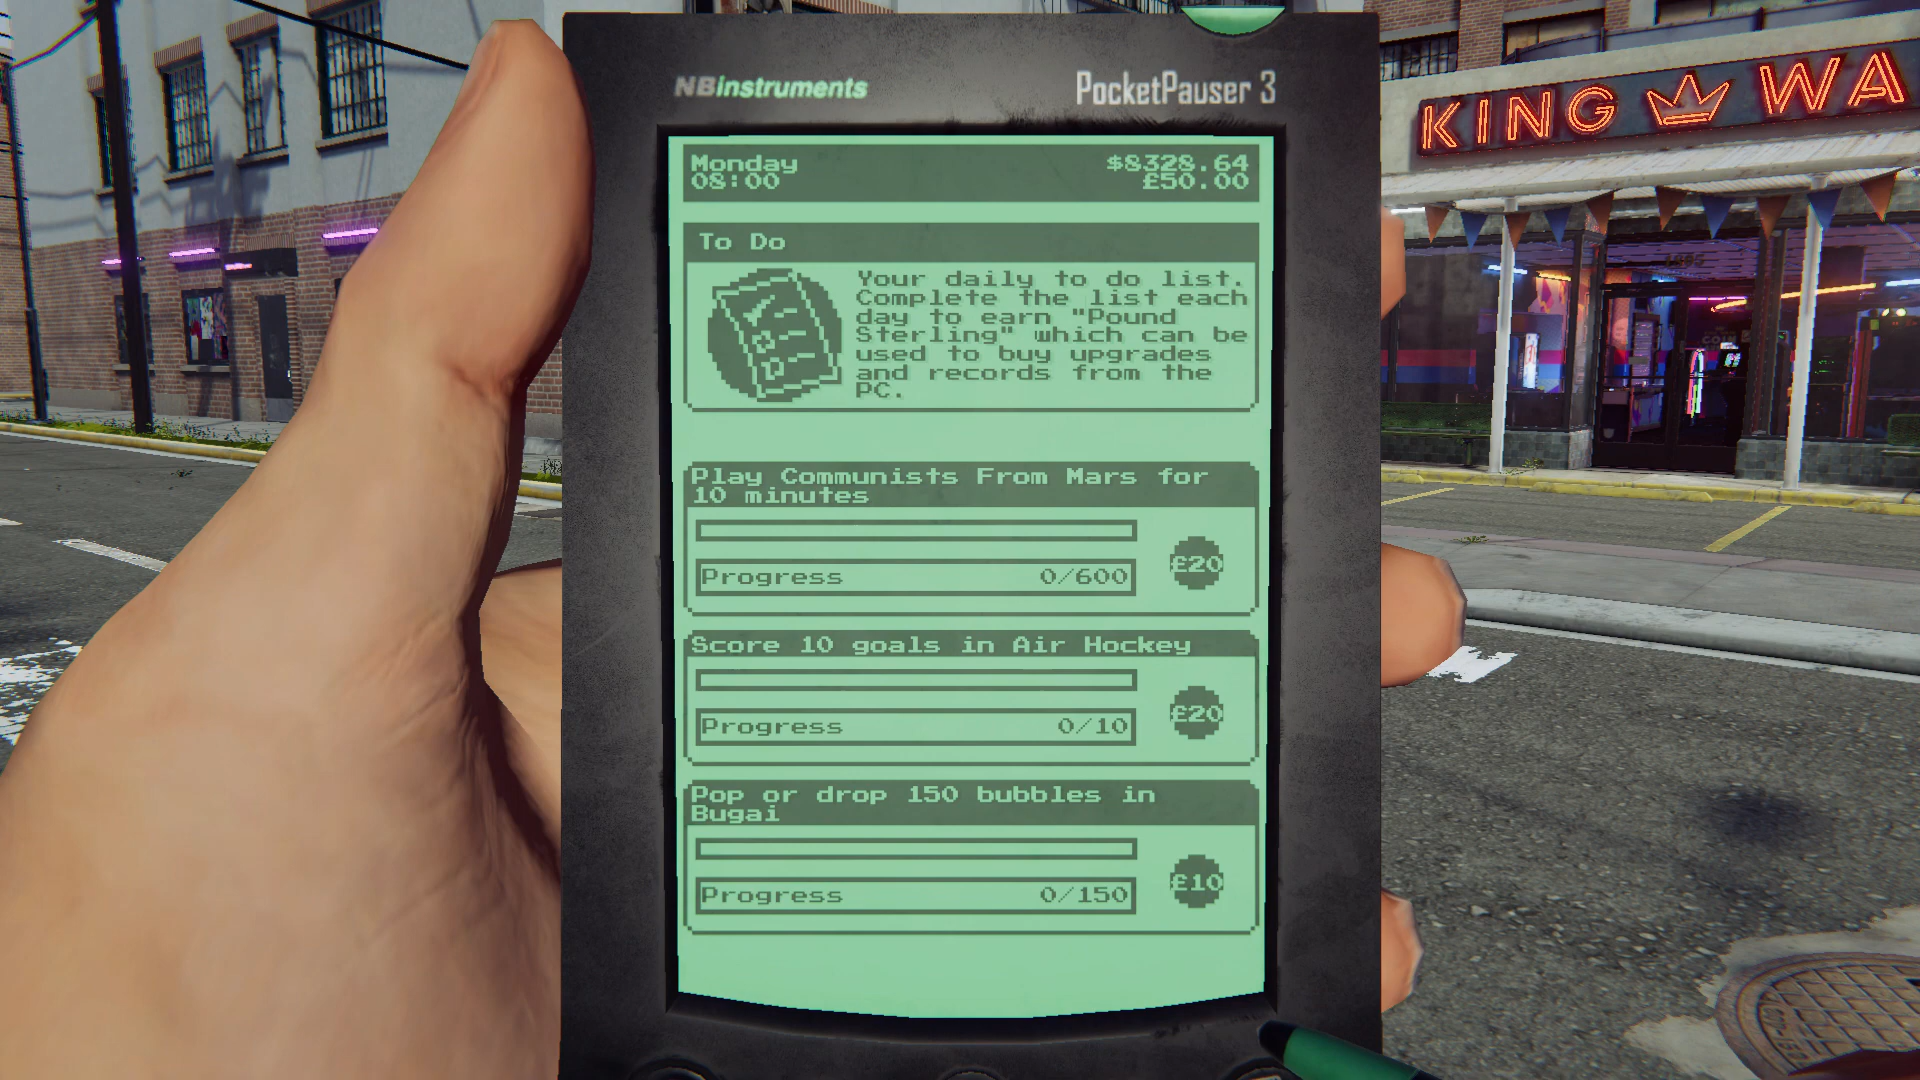 NBinstruments
PocketPauser 3
Monday
$8328.64
08:00
£50.00
To Do
Your daily to do list.
Complete the list each
day to earn "Pound
Sterling" which can be
used to buy upgrades
and records from the
PC.
Play Communists From Mars for
10 minutes
Progress 0/600
£20
Score 10 goals in Air Hockey
Progress 0/10
£20
Pop or drop 150 bubbles in
Bugai
Progress 0/150
£10
KING WA